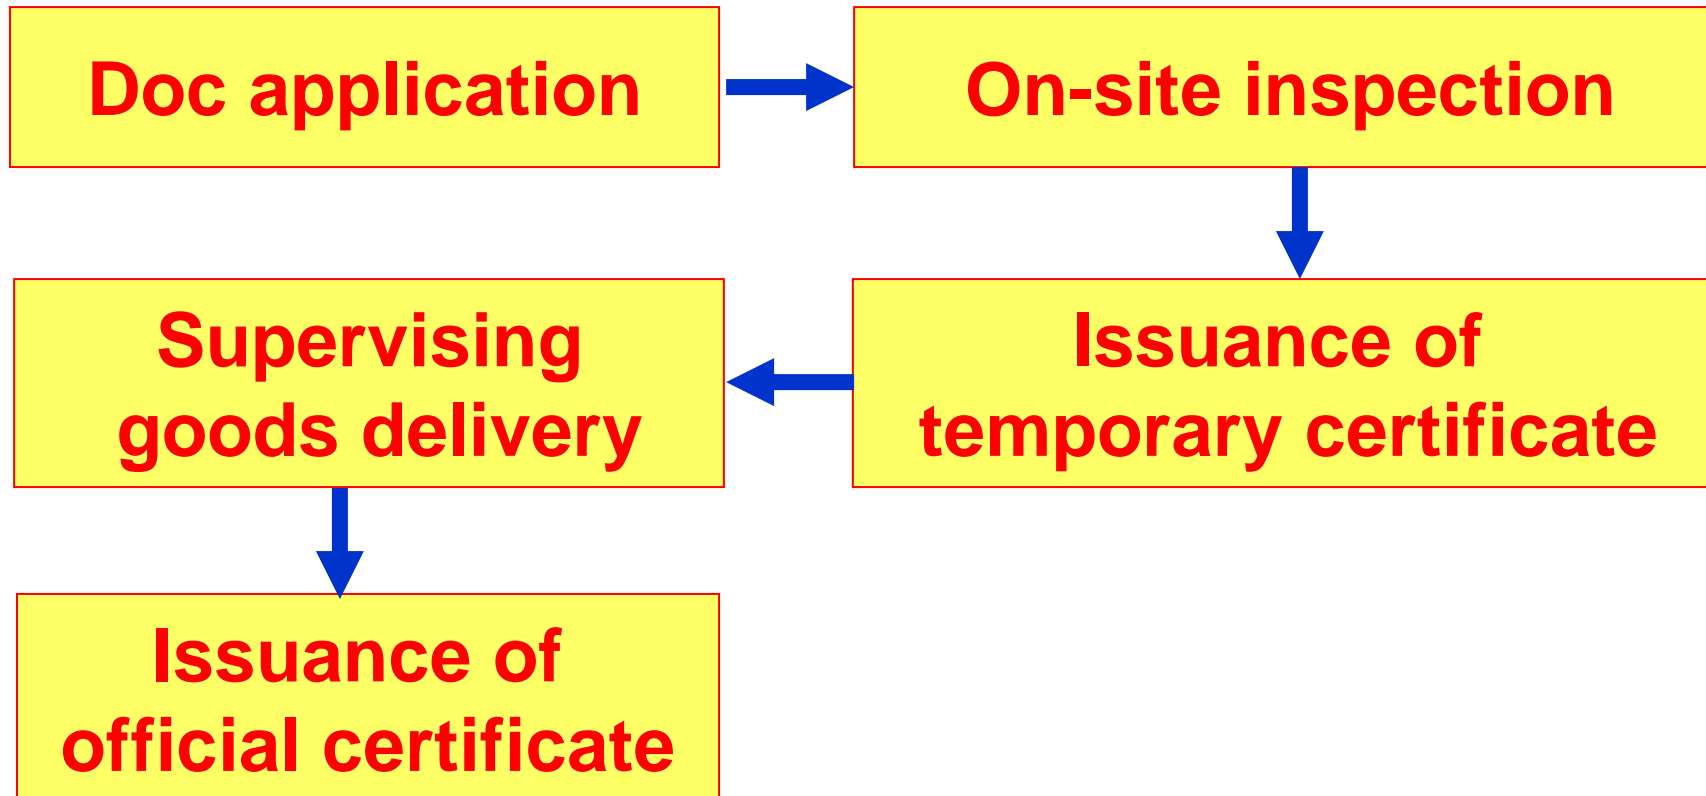 Doc application
On-site inspection
Supervising
goods delivery
Issuance of
temporary certificate
Issuance of
official certificate